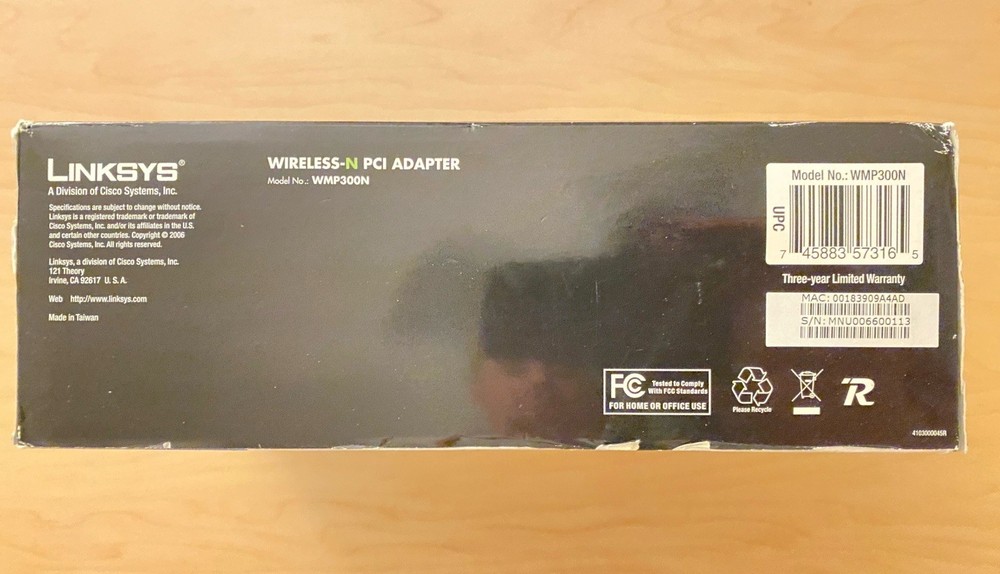 LINKSYS®
A Division of Cisco Systems, Inc.
Specifications are subject to change without notice.
Linksys is a registered trademark or trademark of
Cisco Systems, Inc. and/or its affiliates in the U.S.
and certain other countries. Copyright © 2006
Cisco Systems, Inc. All rights reserved.
Linksys, a division of Cisco Systems, Inc.
121 Theory
Irvine, CA 92617 U. S. A.
Web http://www.linksys.com
Made in Taiwan
WIRELESS-N PCI ADAPTER
Model No.: WMP300N
Model No.: WMP300N
UPC
7 45883 57316 5
Three-year Limited Warranty
MAC: 00183909A4AD
S/N: MNU006600113
FC Tested to Comply
With FCC Standards
FOR HOME OR OFFICE USE
Please Recycle
R
4103000045R